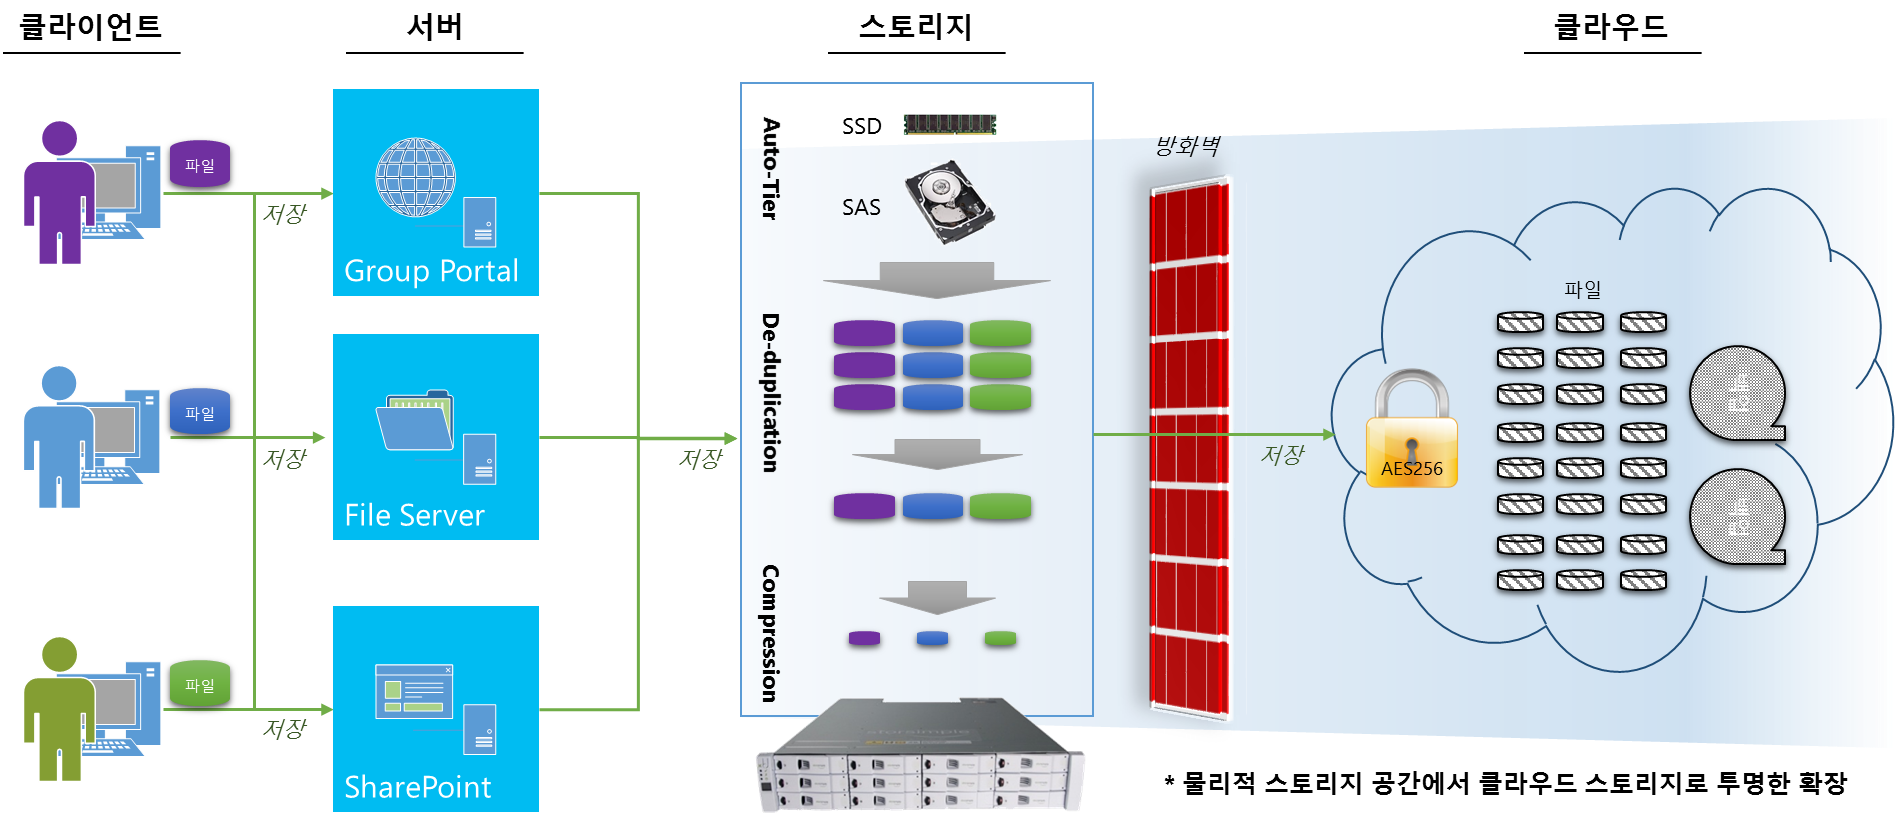 클라이언트
서버
스토리지
클라우드
파일
저장
Group Portal
파일
저장
File Server
파일
저장
SharePoint
저장
Auto-Tier
SSD
SAS
De-duplication
Compression
storsimple
방화벽
저장
AES256
파일
* 물리적 스토리지 공간에서 클라우드 스토리지로 투명한 확장